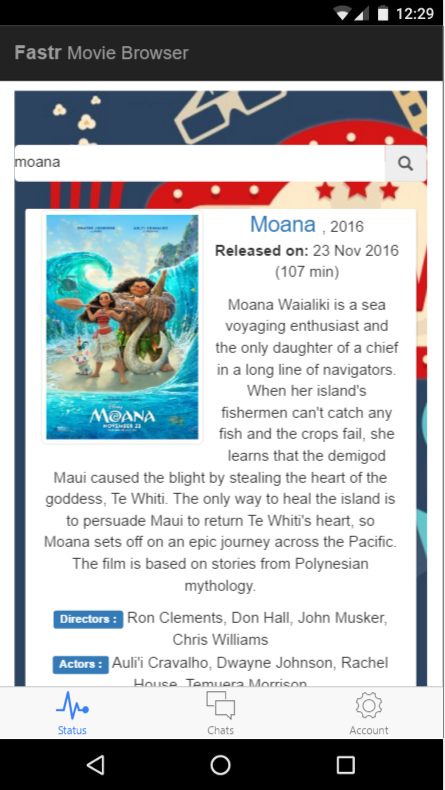 12:29
Fastr Movie Browser
moana
Moana , 2016
Released on: 23 Nov 2016
(107 min)
MOANA
NOVEMBER 23
Moana Waialiki is a sea
voyaging enthusiast and
the only daughter of a chief
in a long line of navigators.
When her island's
fishermen can't catch any
fish and the crops fail, she
learns that the demigod
Maui caused the blight by stealing the heart of the
goddess, Te Whiti. The only way to heal the island is
to persuade Maui to return Te Whiti's heart, so
Moana sets off on an epic journey across the Pacific.
The film is based on stories from Polynesian
mythology.
Directors : Ron Clements, Don Hall, John Musker,
Chris Williams
Actors : Auli'i Cravalho, Dwayne Johnson, Rachel
House, Temuera Morrison
Status
Chats
Account